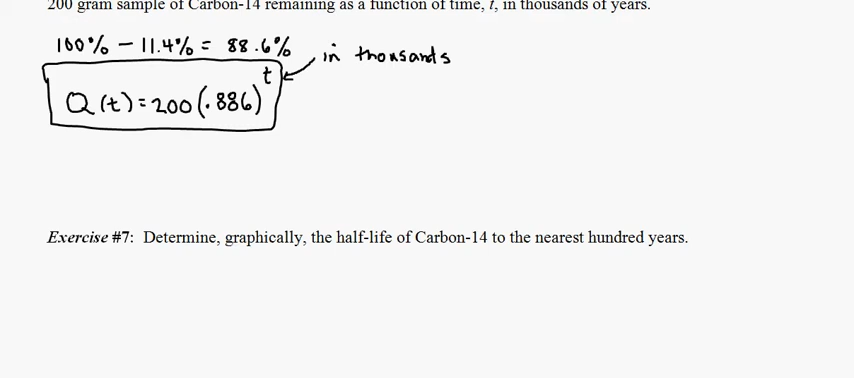 200 gram sample of Carbon-14 remaining as a function of time, t, in thousands of years.
100% - 11.4% = 88.6%
in thousands
Q(t) = 200(.886)^t
Exercise #7: Determine, graphically, the half-life of Carbon-14 to the nearest hundred years.